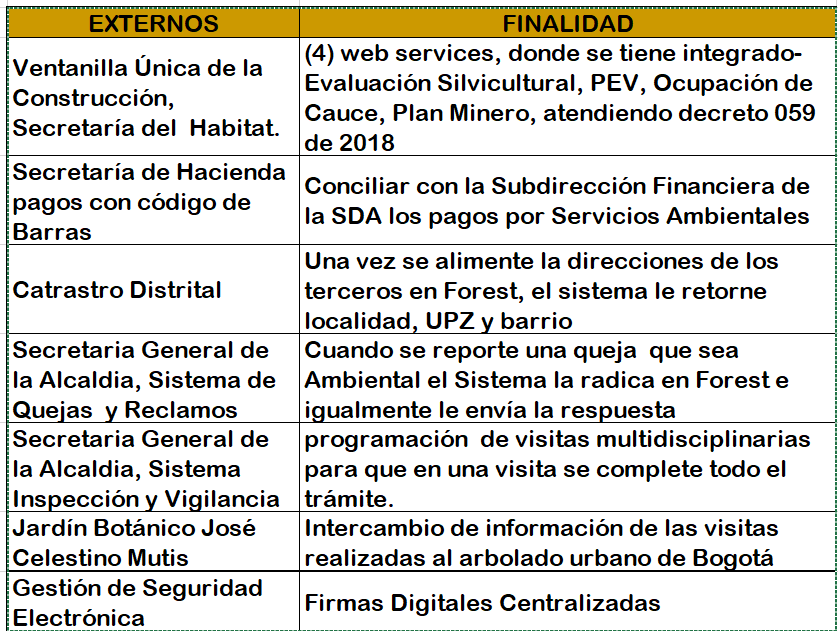 EXTERNOS
FINALIDAD
Ventanilla Única de la
Construcción,
Secretaría del  Habitat.
(4) web services, donde se tiene integrado-
Evaluación Silvicultural, PEV, Ocupación de
Cauce, Plan Minero, atendiendo decreto 059
de 2018
Secretaría de Hacienda
pagos con código de
Barras
Conciliar con la Subdirección Financiera de
la SDA los pagos por Servicios Ambientales
Catrastro Distrital
Una vez se alimente la direcciones de los
terceros en Forest, el sistema le retorne
localidad, UPZ y barrio
Secretaria General de
la Alcaldia, Sistema de
Quejas  y Reclamos
Cuando se reporte una queja  que sea
Ambiental el Sistema la radica en Forest e
igualmente le envía la respuesta
Secretaria General de
la Alcaldia, Sistema
Inspección y Vigilancia
programación  de visitas multidisciplinarias
para que en una visita se complete todo el
trámite.
Jardín Botánico José
Celestino Mutis
Intercambio de información de las visitas
realizadas al arbolado urbano de Bogotá
Gestión de Seguridad
Electrónica
Firmas Digitales Centralizadas